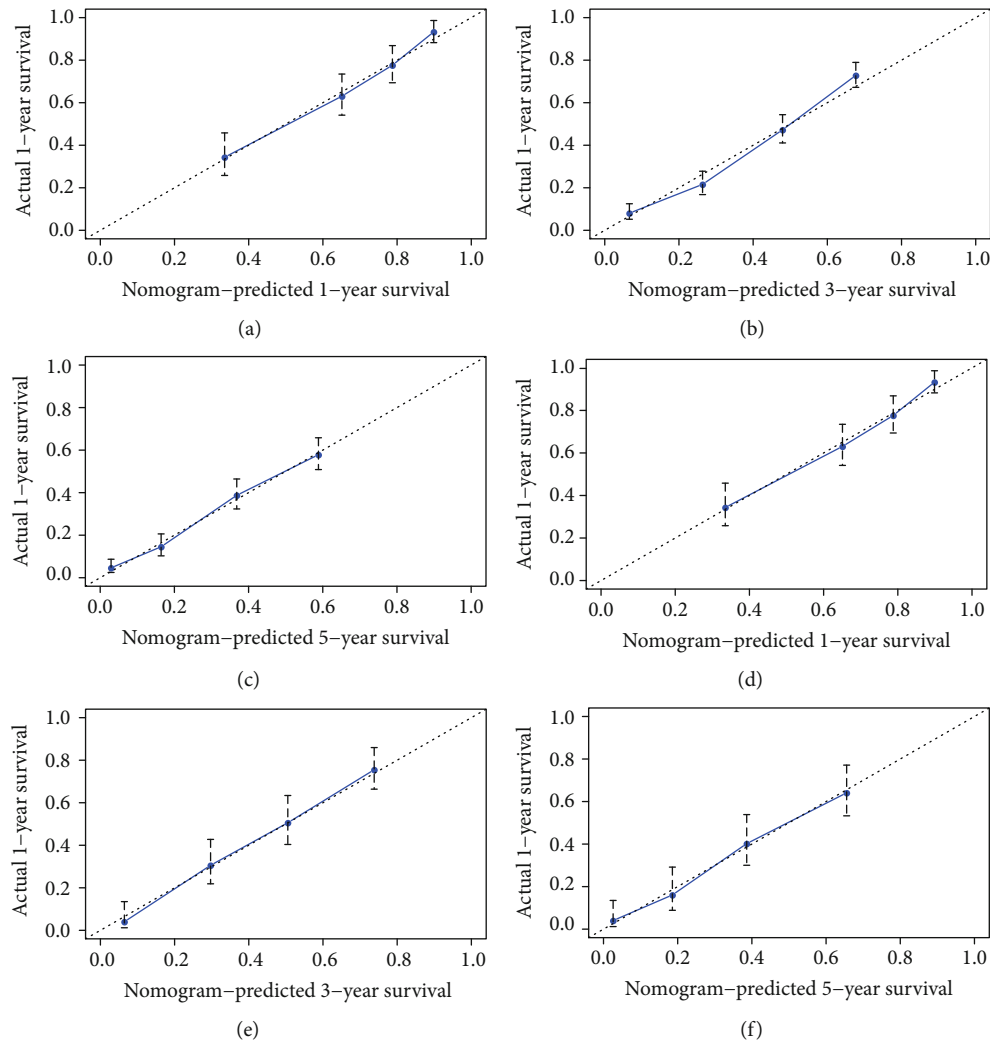 1.0
0.8
0.6
0.4
0.2
0.0
Actual 1−year survival
0.0 0.2 0.4 0.6 0.8 1.0
Nomogram−predicted 1−year survival
(a)
1.0
0.8
0.6
0.4
0.2
0.0
Actual 1−year survival
0.0 0.2 0.4 0.6 0.8 1.0
Nomogram−predicted 3−year survival
(b)
1.0
0.8
0.6
0.4
0.2
0.0
Actual 1−year survival
0.0 0.2 0.4 0.6 0.8 1.0
Nomogram−predicted 5−year survival
(c)
1.0
0.8
0.6
0.4
0.2
0.0
Actual 1−year survival
0.0 0.2 0.4 0.6 0.8 1.0
Nomogram−predicted 1−year survival
(d)
1.0
0.8
0.6
0.4
0.2
0.0
Actual 1−year survival
0.0 0.2 0.4 0.6 0.8 1.0
Nomogram−predicted 3−year survival
(e)
1.0
0.8
0.6
0.4
0.2
0.0
Actual 1−year survival
0.0 0.2 0.4 0.6 0.8 1.0
Nomogram−predicted 5−year survival
(f)